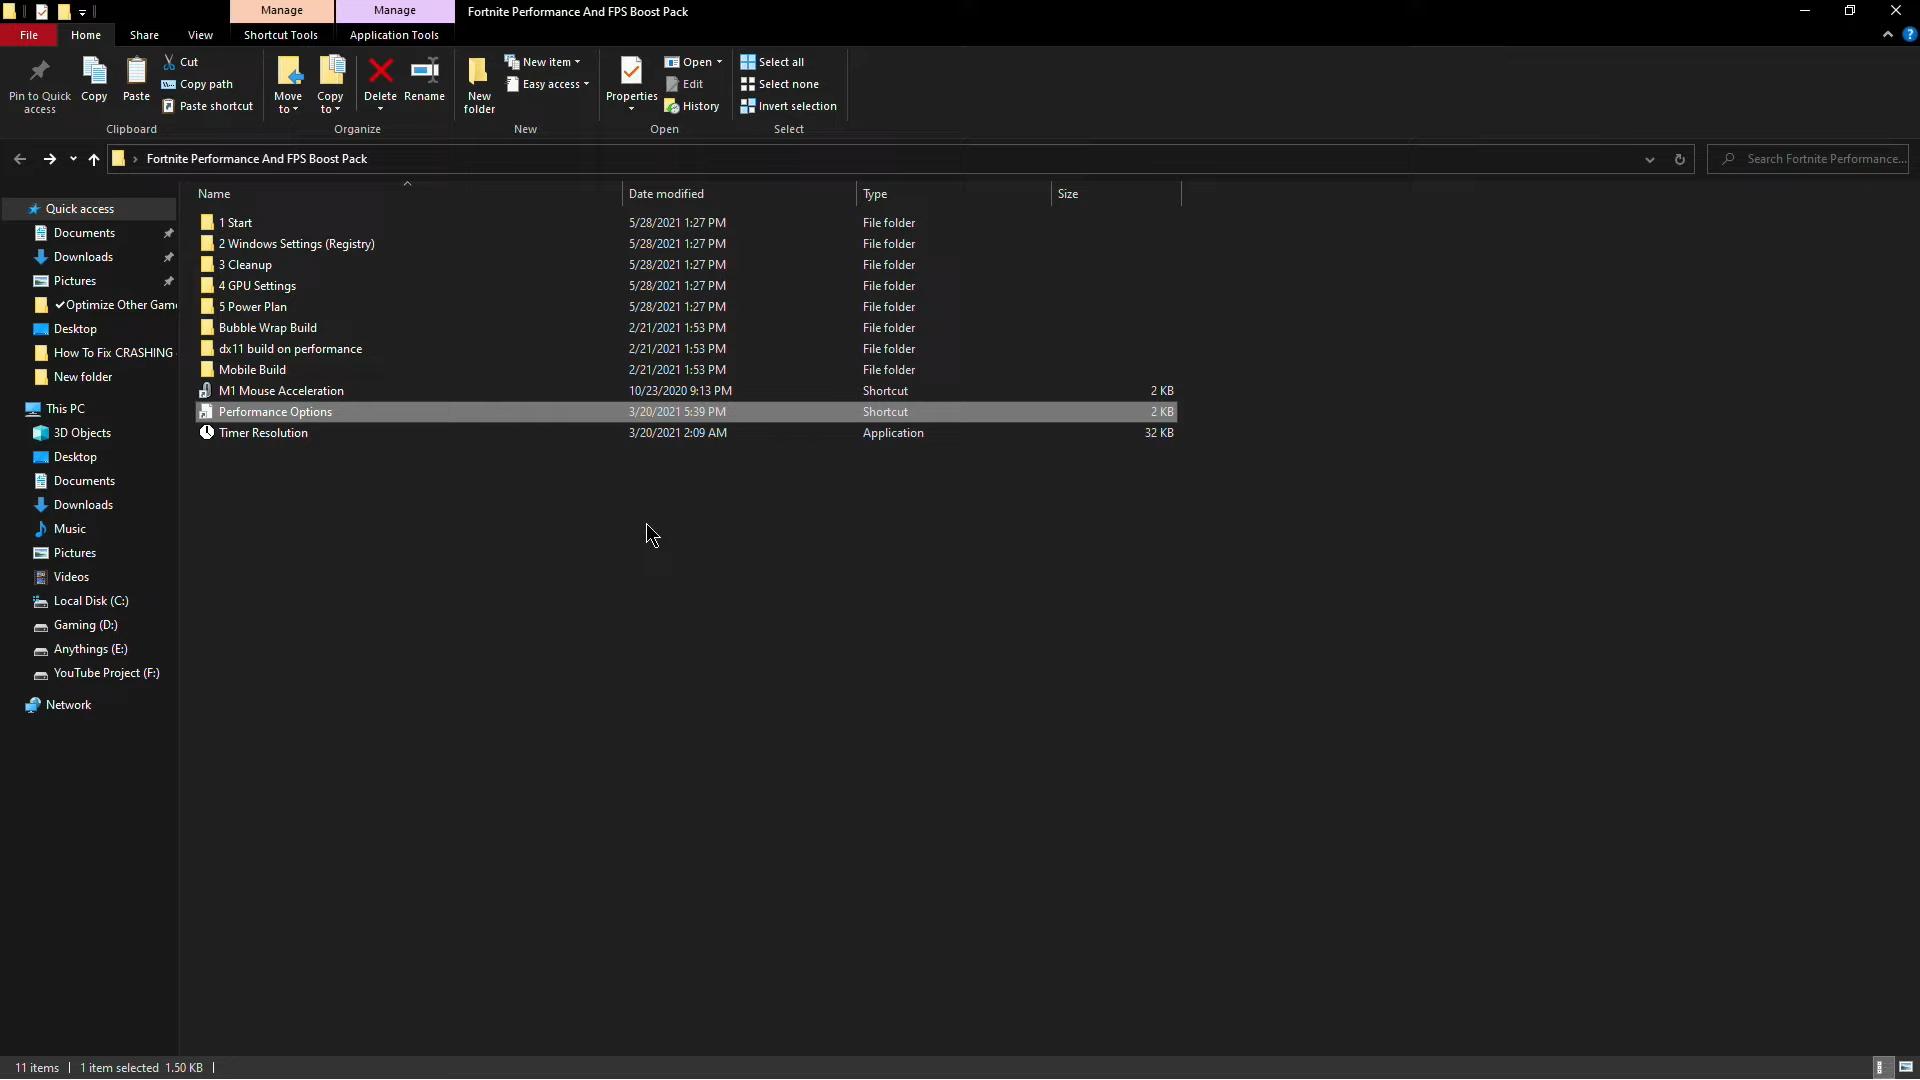 Manage
Manage
Fortnite Performance And FPS Boost Pack
File
Home
Share
View
Shortcut Tools
Application Tools
?
Pin to Quick
access
Copy
Paste
Cut
Copy path
Paste shortcut
Move
to
Copy
to
Delete
Rename
New
folder
New item
Easy access
Properties
Open
Edit
History
Select all
Select none
Invert selection
Clipboard
Organize
New
Open
Select
Fortnite Performance And FPS Boost Pack
Search Fortnite Performance...
Name
Date modified
Type
Size
1 Start 5/28/2021 1:27 PM File folder
2 Windows Settings (Registry) 5/28/2021 1:27 PM File folder
3 Cleanup 5/28/2021 1:27 PM File folder
4 GPU Settings 5/28/2021 1:27 PM File folder
5 Power Plan 5/28/2021 1:27 PM File folder
Bubble Wrap Build 2/21/2021 1:53 PM File folder
dx11 build on performance 2/21/2021 1:53 PM File folder
Mobile Build 2/21/2021 1:53 PM File folder
M1 Mouse Acceleration 10/23/2020 9:13 PM Shortcut 2 KB
Performance Options 3/20/2021 5:39 PM Shortcut 2 KB
Timer Resolution 3/20/2021 2:09 AM Application 32 KB
Quick access
Documents
Downloads
Pictures
✔Optimize Other Gam
Desktop
How To Fix CRASHING
New folder
This PC
3D Objects
Desktop
Documents
Downloads
Music
Pictures
Videos
Local Disk (C:)
Gaming (D:)
Anythings (E:)
YouTube Project (F:)
Network
11 items
1 item selected 1.50 KB